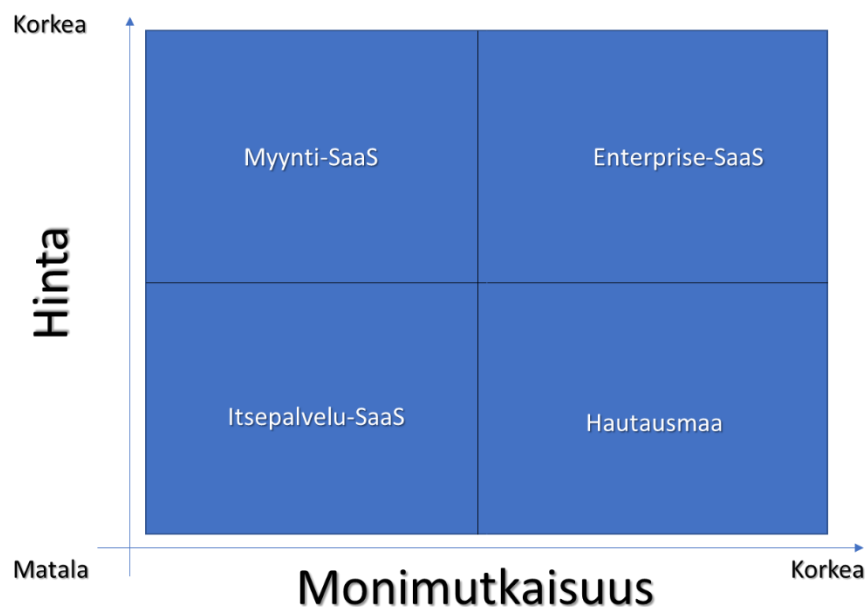 Korkea
Myynti-SaaS
Enterprise-SaaS
Hinta
Itsepalvelu-SaaS
Hautausmaa
Matala
Monimutkaisuus
Korkea